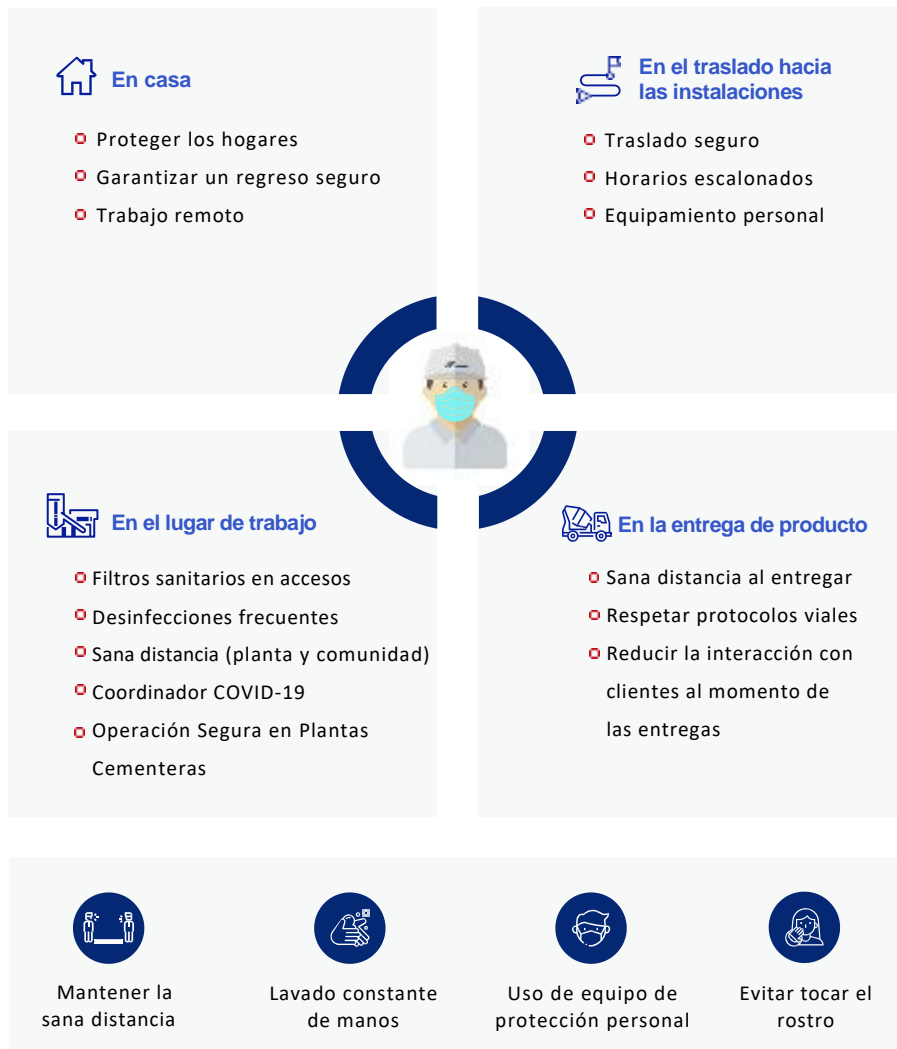 En casa
Proteger los hogares
Garantizar un regreso seguro
Trabajo remoto
En el traslado hacia
las instalaciones
Traslado seguro
Horarios escalonados
Equipamiento personal
En el lugar de trabajo
Filtros sanitarios en accesos
Desinfecciones frecuentes
Sana distancia (planta y comunidad)
Coordinador COVID-19
Operación Segura en Plantas
Cementeras
En la entrega de producto
Sana distancia al entregar
Respetar protocolos viales
Reducir la interacción con
clientes al momento de
las entregas
Mantener la
sana distancia
Lavado constante
de manos
Uso de equipo de
protección personal
Evitar tocar el
rostro